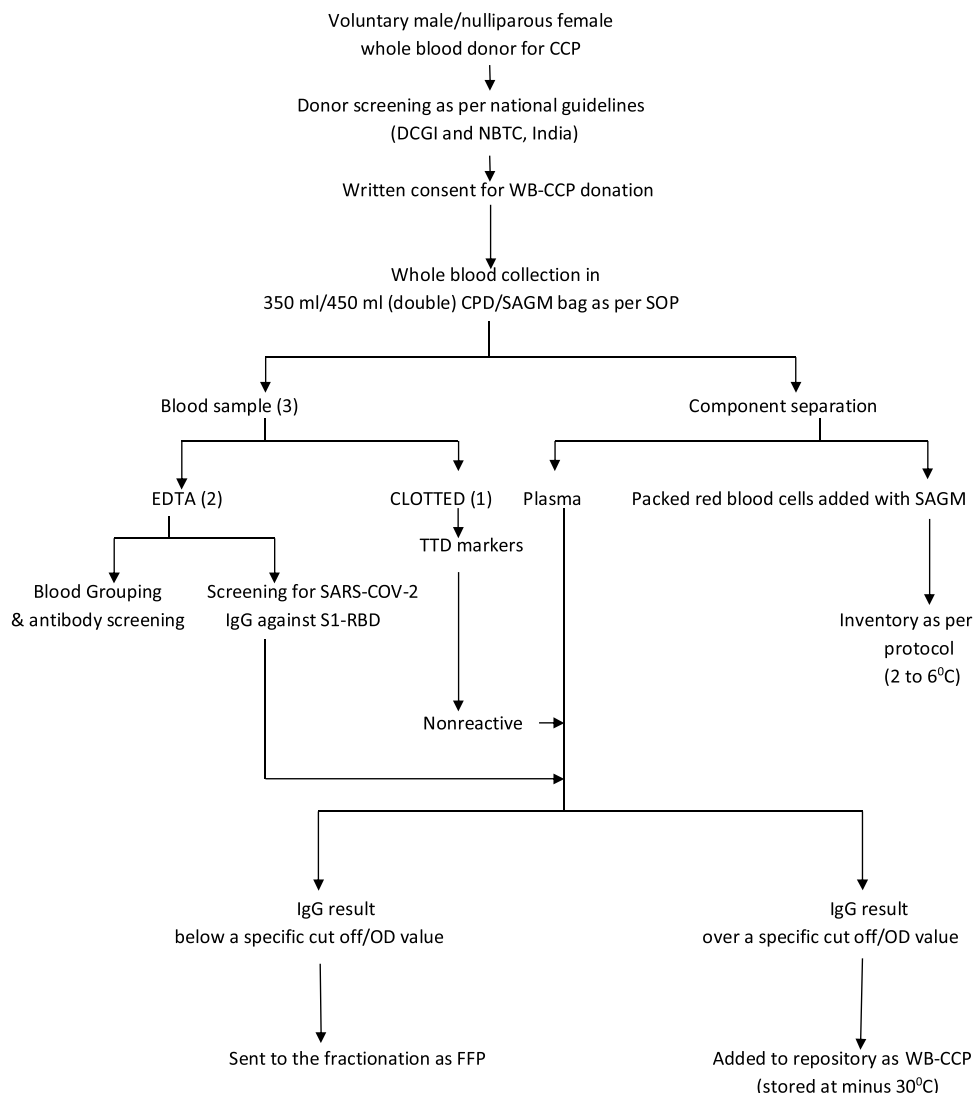 Voluntary male/nulliparous female
whole blood donor for CCP
Donor screening as per national guidelines
(DCGI and NBTC, India)
Written consent for WB-CCP donation
Whole blood collection in
350 ml/450 ml (double) CPD/SAGM bag as per SOP
Blood sample (3)
Component separation
EDTA (2)
CLOTTED (1)
Plasma
Packed red blood cells added with SAGM
TTD markers
Blood Grouping
& antibody screening
Screening for SARS-COV-2
IgG against S1-RBD
Inventory as per
protocol
(2 to 6⁰C)
Nonreactive
IgG result
below a specific cut off/OD value
IgG result
over a specific cut off/OD value
Sent to the fractionation as FFP
Added to repository as WB-CCP
(stored at minus 30⁰C)